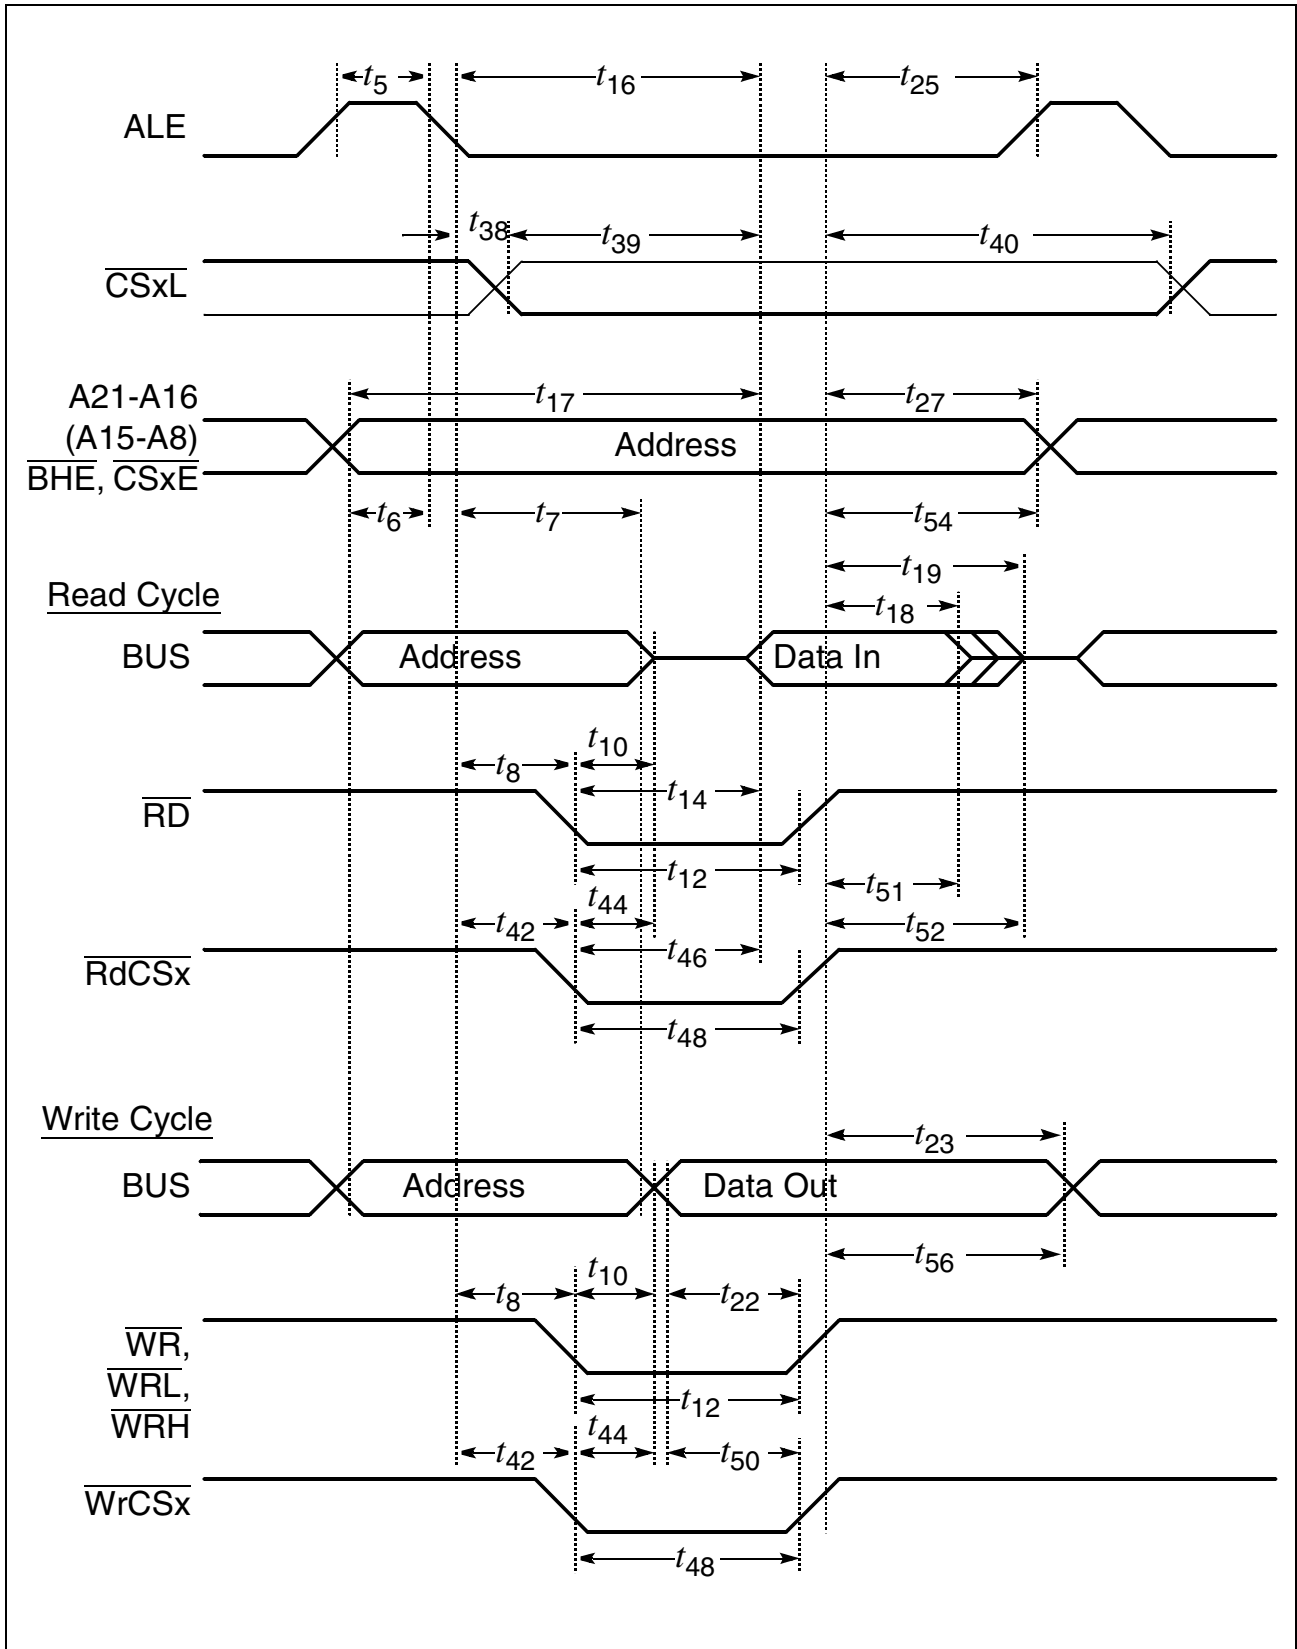 t5 t16 t25
ALE
t38 t39 t40
CSxL
A21-A16
(A15-A8)
BHE, CSxE
t17 t27
Address
t6 t7 t54
t19
Read Cycle
t18
BUS
Address Data In
t10
t8 t14
RD
t12 t51
t44
t42 t46 t52
RdCSx
t48
Write Cycle
t23
BUS
Address Data Out
t56
t10
t8 t22
WR,
WRL,
WRH
t12
t44
t42 t50
WrCSx
t48